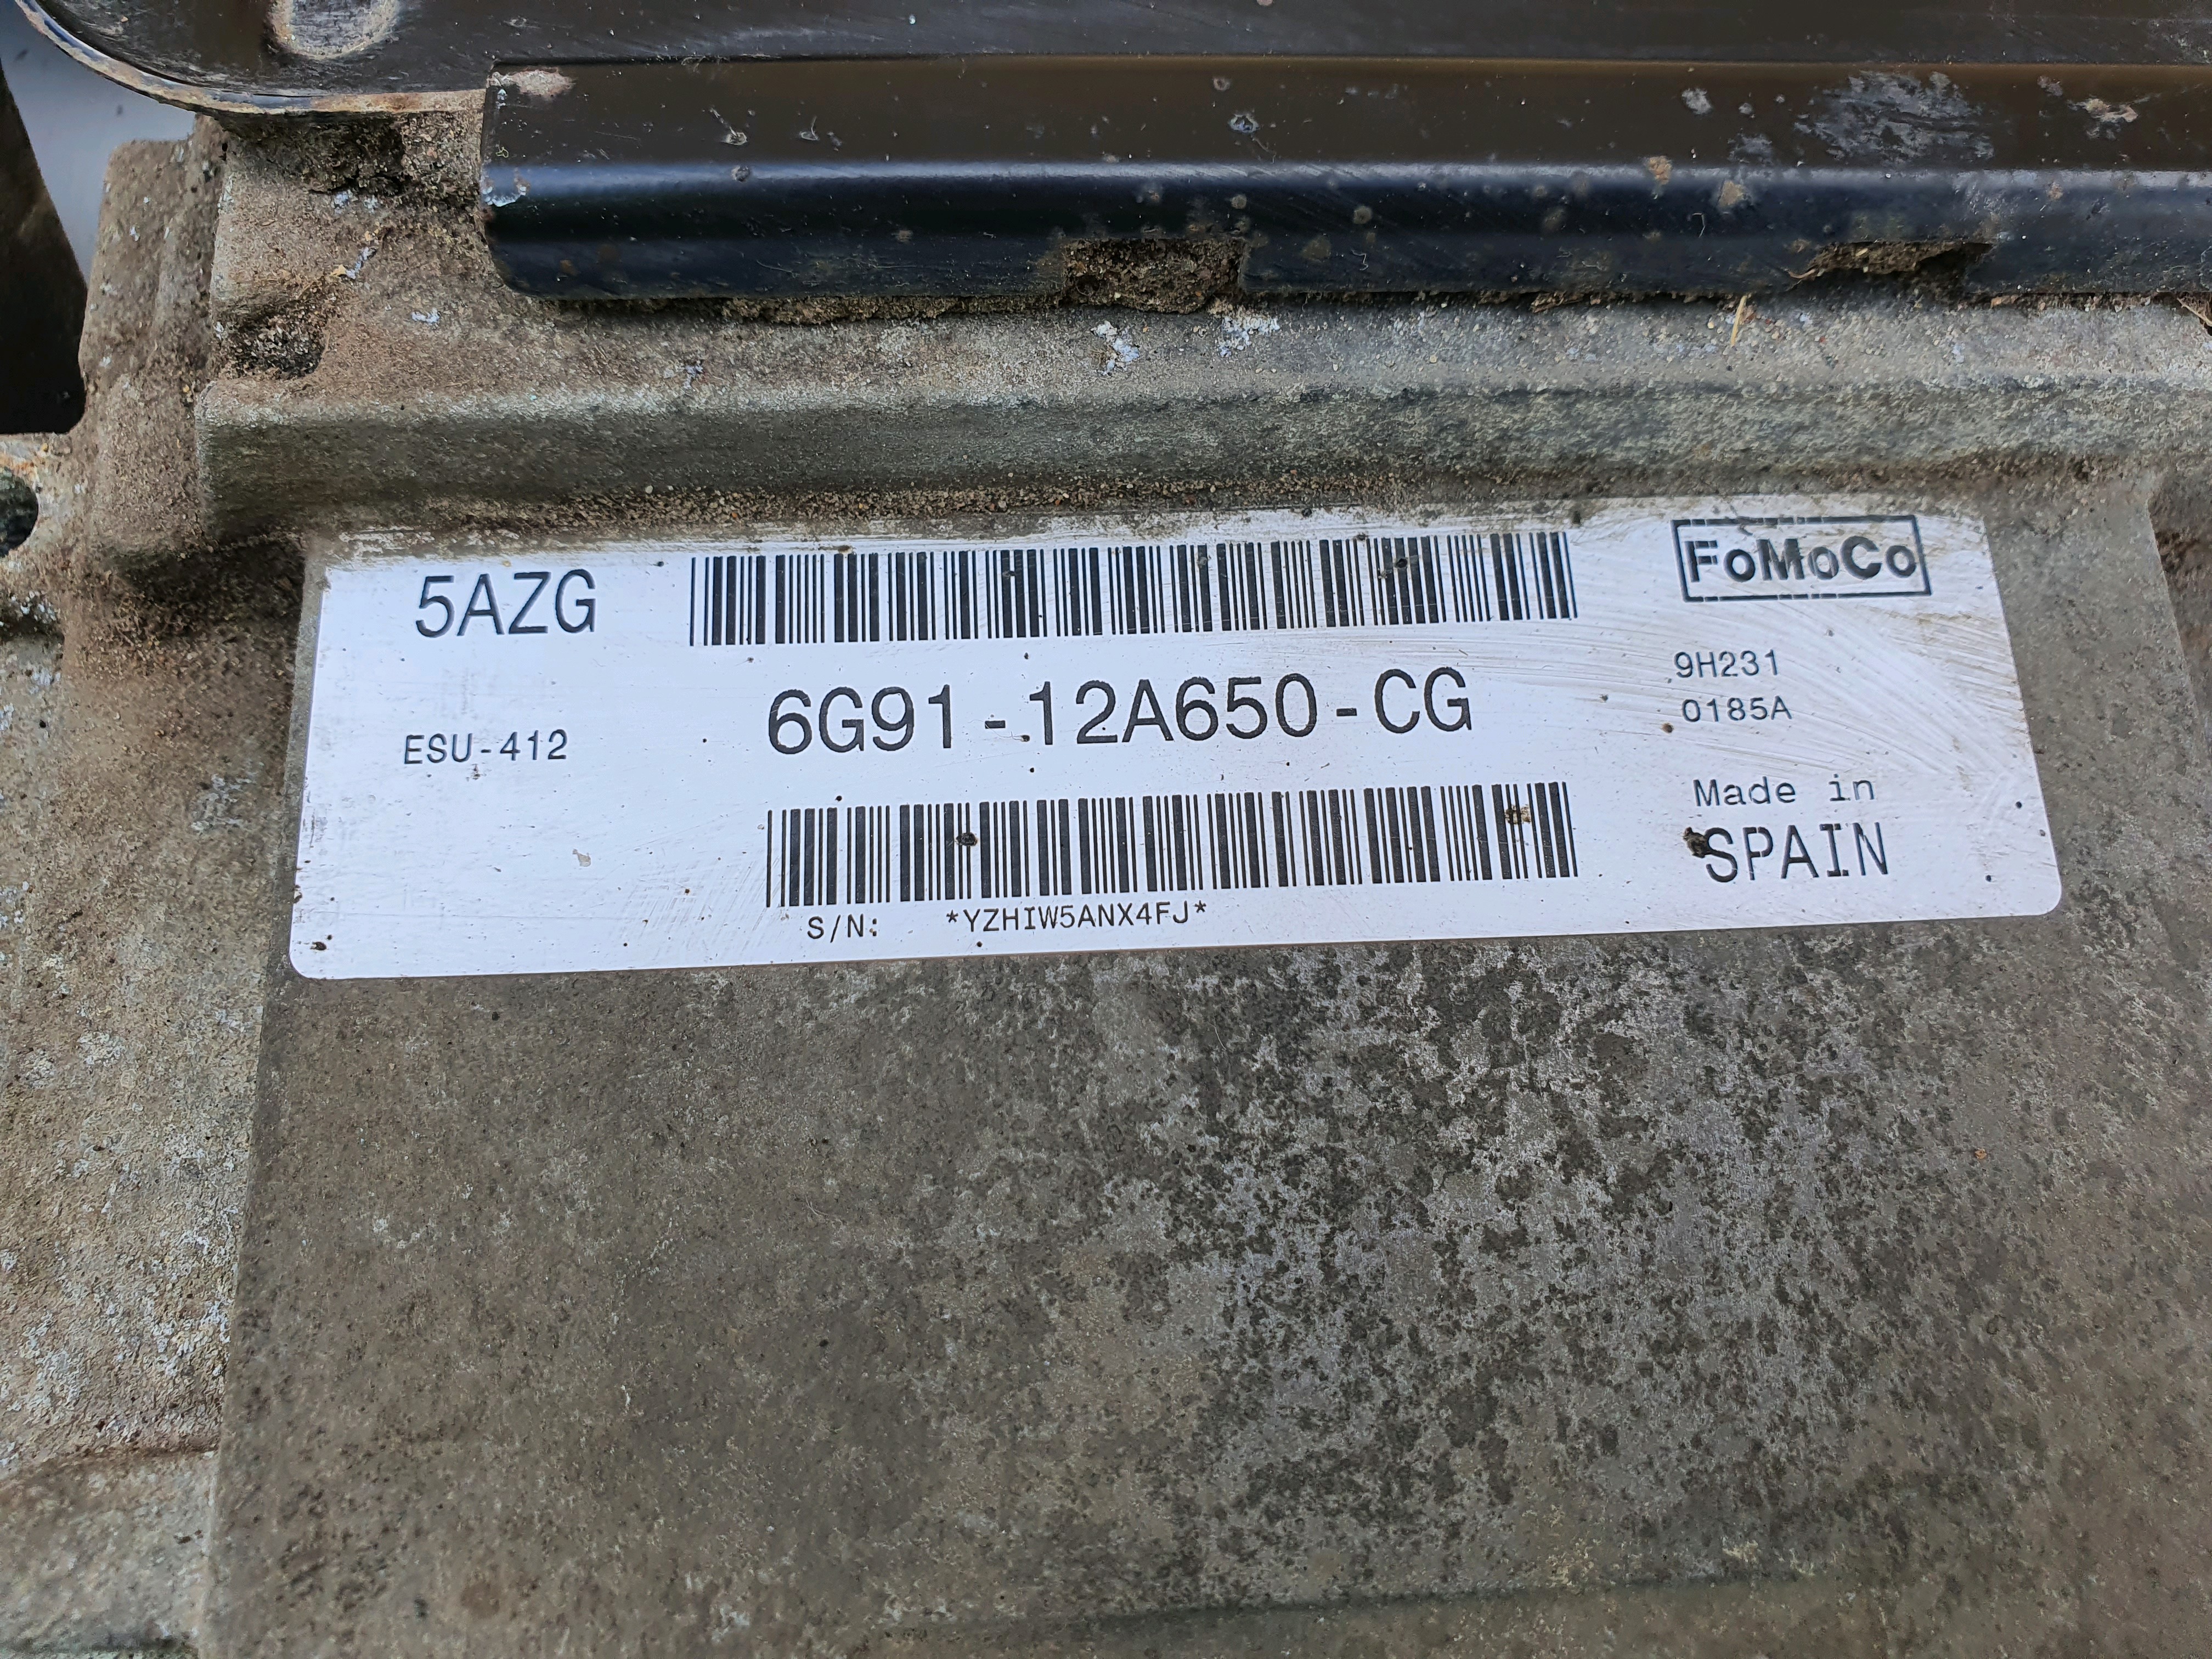 5AZG
FoMoCo
9H231
6G91-12A650-CG
0185A
ESU-412
Made in
SPAIN
S/N: *YZHIW5ANX4FJ*